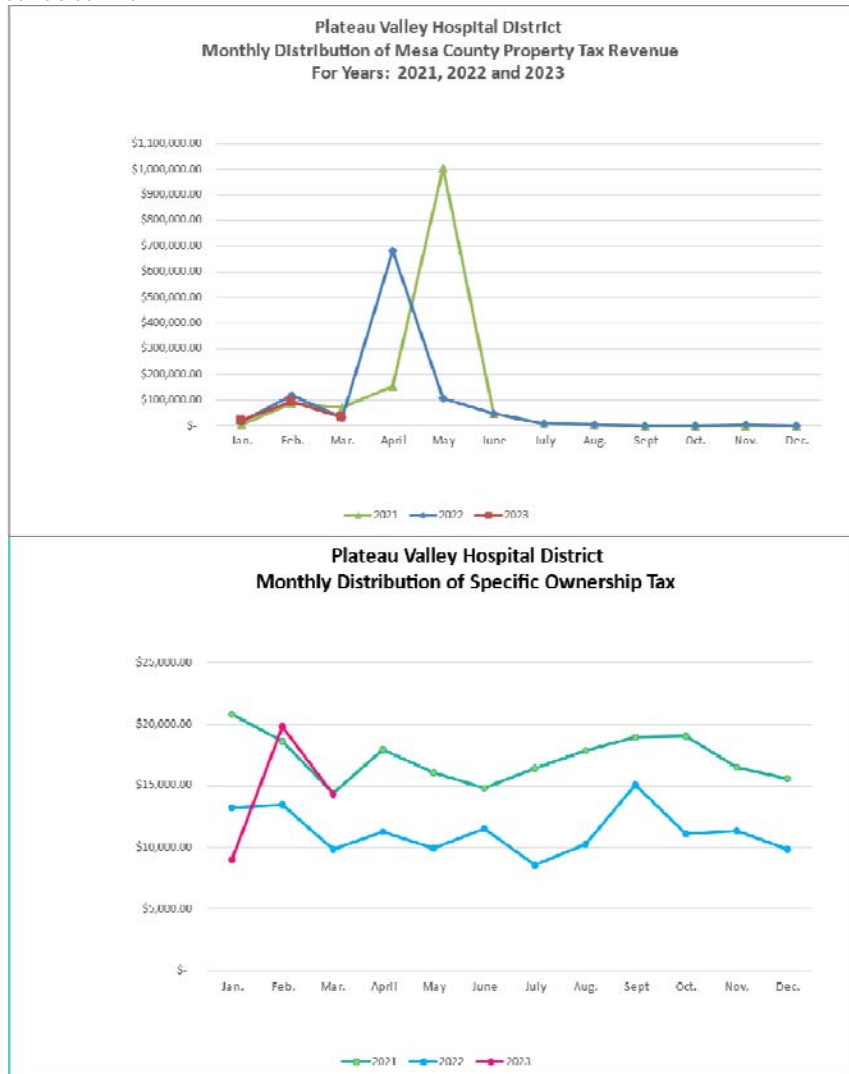 Plateau Valley Hospital District
Monthly Distribution of Mesa County Property Tax Revenue
For Years: 2021, 2022 and 2023
$1,100,000.00
$1,000,000.00
$900,000.00
$800,000.00
$700,000.00
$600,000.00
$500,000.00
$400,000.00
$300,000.00
$200,000.00
$100,000.00
$-
Jan. Feb. Mar. April May June July Aug. Sept Oct. Nov. Dec.
2021 2022 2023
Plateau Valley Hospital District
Monthly Distribution of Specific Ownership Tax
$25,000.00
$20,000.00
$15,000.00
$10,000.00
$5,000.00
$-
Jan. Feb. Mar. April May June July Aug. Sept Oct. Nov. Dec.
2021 2022 2023